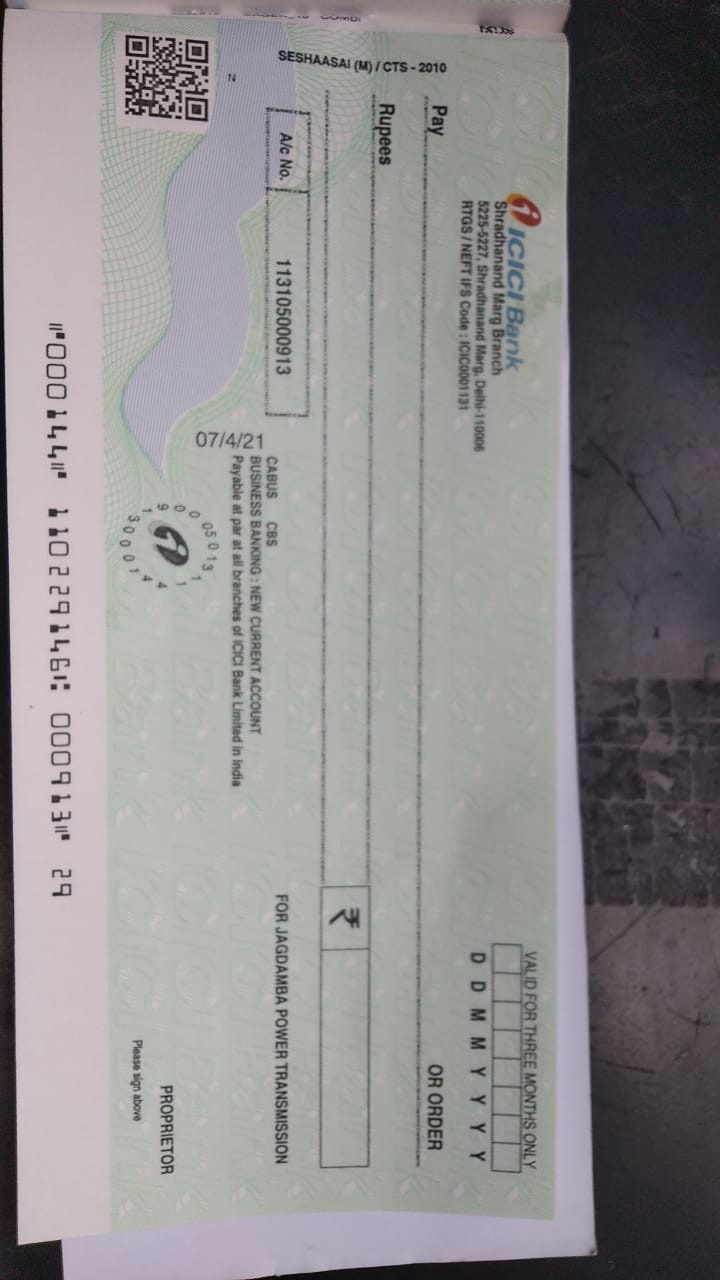 ICICI Bank
Shradhanand Marg Branch
5225-5227, Shradhanand Marg, Delhi-110006
RTGS / NEFT IFS Code : ICIC0001131
VALID FOR THREE MONTHS ONLY
D D M M Y Y Y Y
Pay
OR ORDER
Rupees
₹
A/c No. 113105000913
FOR JAGDAMBA POWER TRANSMISSION
CABUS CBS
BUSINESS BANKING : NEW CURRENT ACCOUNT
Payable at par at all branches of ICICI Bank Limited in India
07/4/21
SESHAASAI (M) / CTS - 2010
N
PROPRIETOR
Please sign above
000144 110229146 000913 29